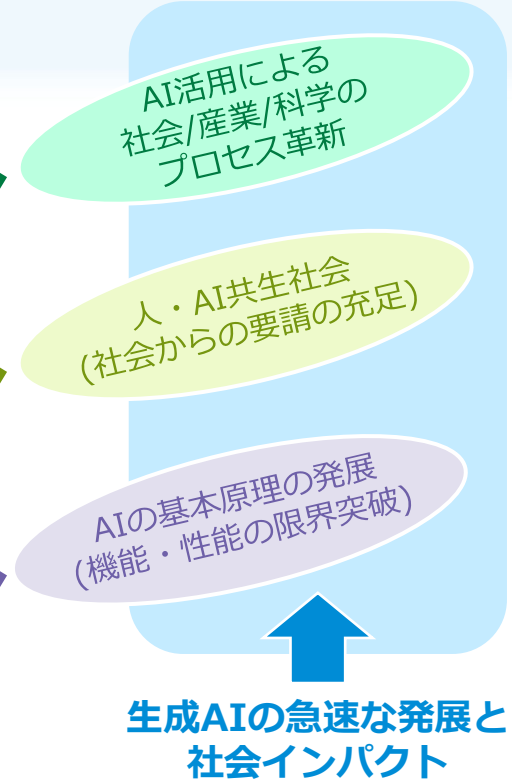 AI活用による
社会/産業/科学の
プロセス革新
人・AI共生社会
(社会からの要請の充足)
AIの基本原理の発展
(機能・性能の限界突破)
生成AIの急速な発展と
社会インパクト